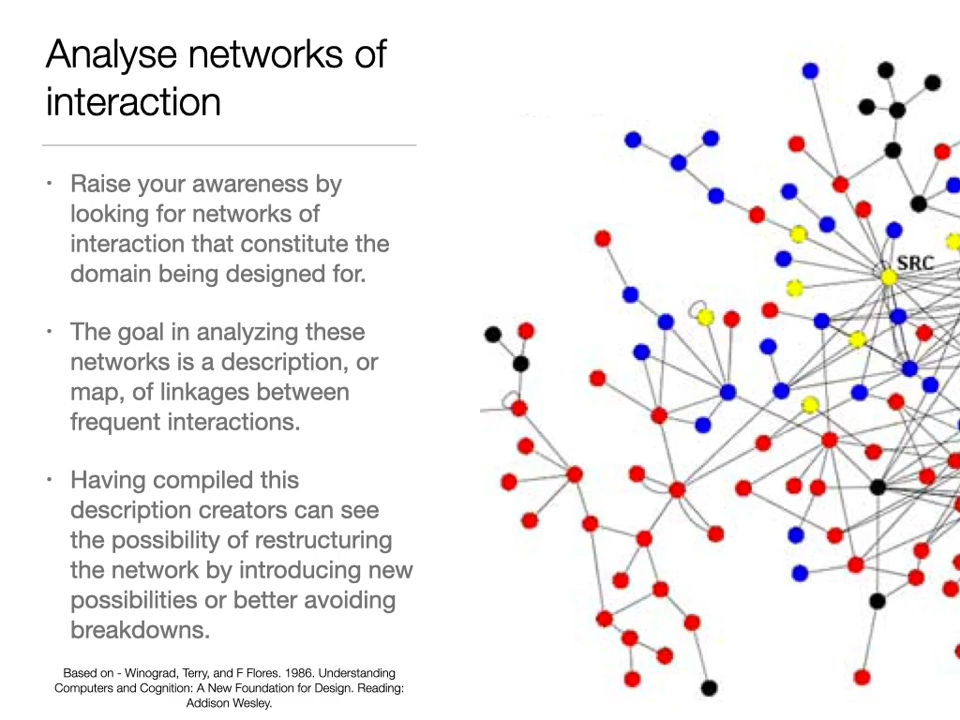 Analyse networks of
interaction
• Raise your awareness by
looking for networks of
interaction that constitute the
domain being designed for.
• The goal in analyzing these
networks is a description, or
map, of linkages between
frequent interactions.
• Having compiled this
description creators can see
the possibility of restructuring
the network by introducing new
possibilities or better avoiding
breakdowns.
Based on - Winograd, Terry, and F Flores. 1986. Understanding
Computers and Cognition: A New Foundation for Design. Reading:
Addison Wesley.
SRC